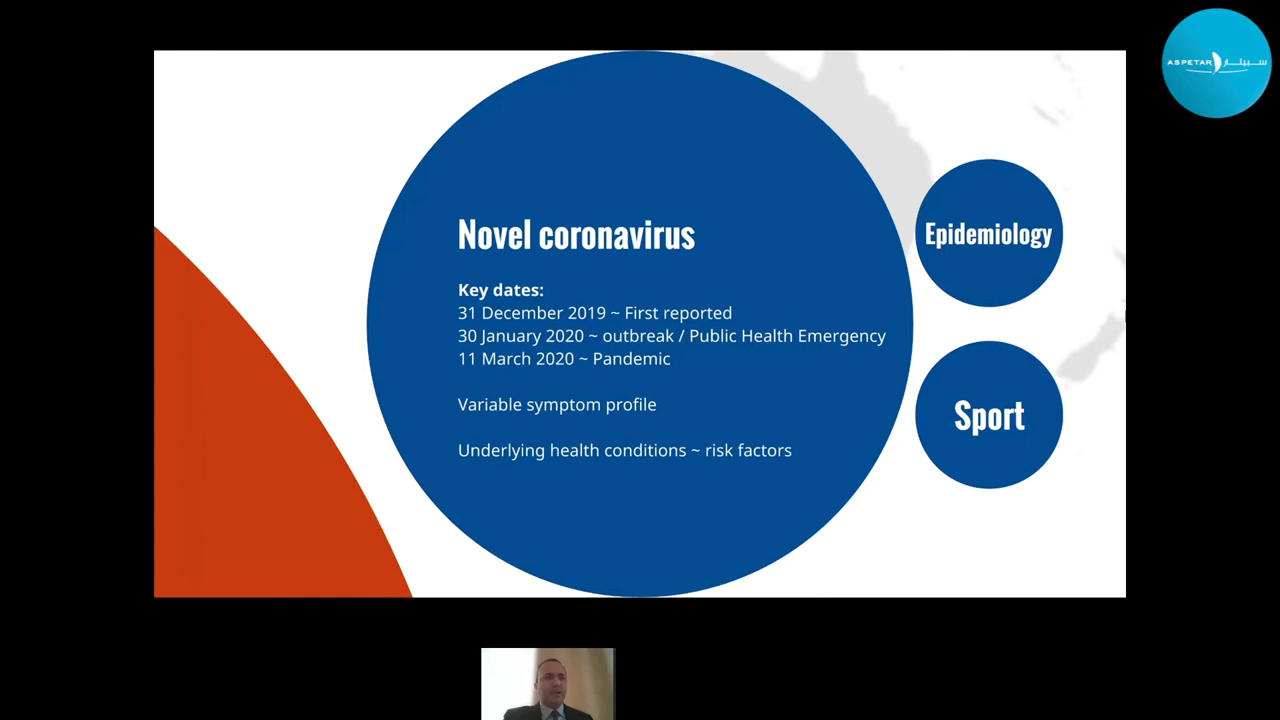 ASPETAR سبيتار
Novel coronavirus
Key dates:
31 December 2019 ~ First reported
30 January 2020 ~ outbreak / Public Health Emergency
11 March 2020 ~ Pandemic
Variable symptom profile
Underlying health conditions ~ risk factors
Epidemiology
Sport